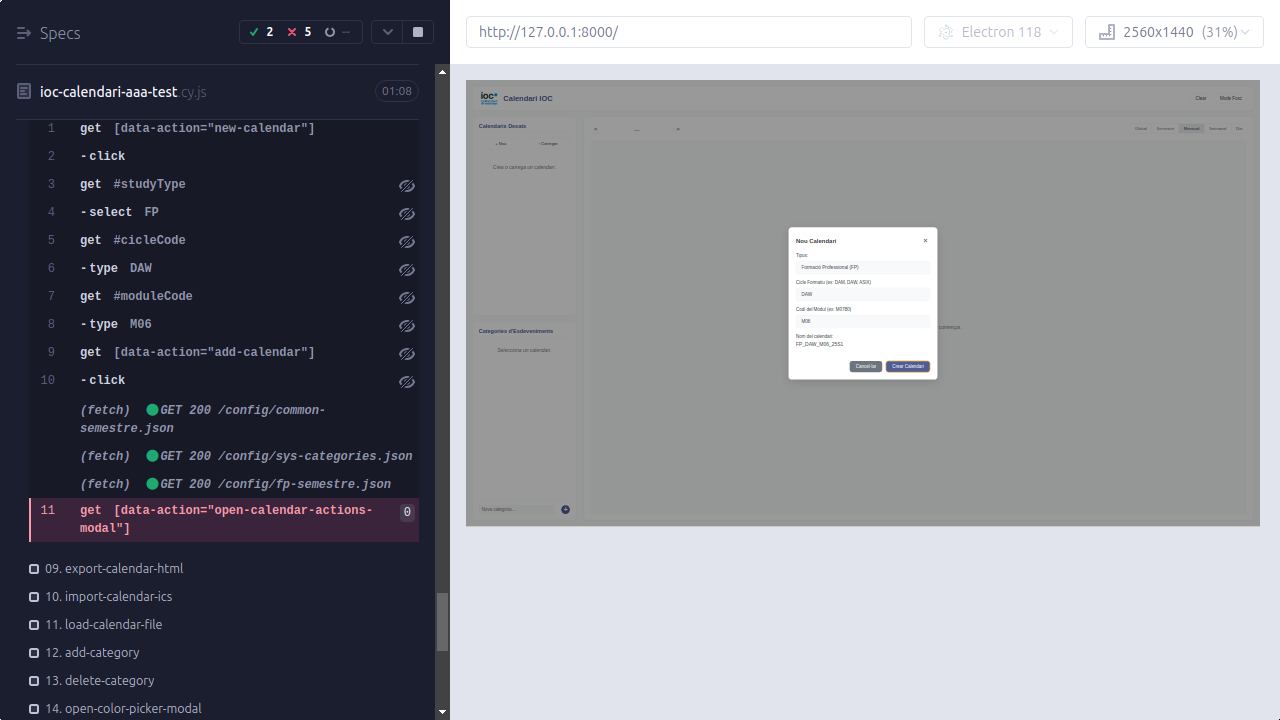 Specs
2
5
--
http://127.0.0.1:8000/
Electron 118
2560x1440 (31%)
ioc-calendari-aaa-test.cy.js
01:08
1 get [data-action="new-calendar"]
2 -click
3 get #studyType
4 -select FP
5 get #cicleCode
6 -type DAW
7 get #moduleCode
8 -type M06
9 get [data-action="add-calendar"]
10 -click
(fetch) GET 200 /config/common-
semestre.json
(fetch) GET 200 /config/sys-categories.json
(fetch) GET 200 /config/fp-semestre.json
11 get [data-action="open-calendar-actions-
modal"]
0
09. export-calendar-html
10. import-calendar-ics
11. load-calendar-file
12. add-category
13. delete-category
14. open-color-picker-modal
ioc
Calendari IOC
Clear
Mode Fosc
Calendaris Desats
+ Nou
Carregar
Crea o carrega un calendari.
Global
Semestral
Mensual
Setmanal
Dia
Nou Calendari
×
Tipus:
Formació Professional (FP)
Cicle Formatiu (ex: DAM, DAW, ASIX)
DAW
Codi del Mòdul (ex: M07B0)
M06
Nom del calendari:
FP_DAW_M06_25S1
Cancel·lar
Crear Calendari
començar.
Categories d'Esdeveniments
Selecciona un calendari.
Nova categoria...
+